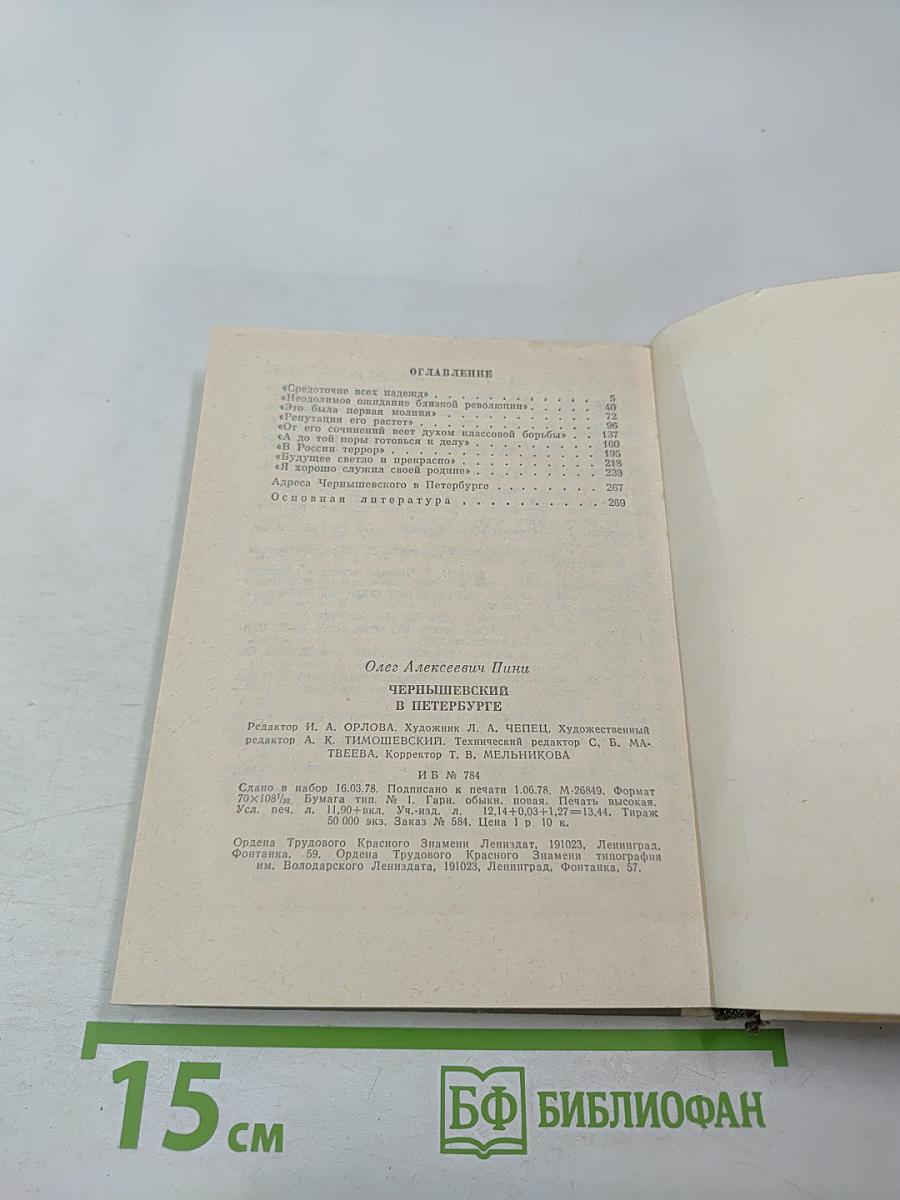 ОГЛАВЛЕНИЕ
«Средоточие всех надежд» . . . . . . . . . . . . 5
«Неодолимое ожидание близкой революции» . . . . . 40
«Это была первая молния» . . . . . . . . . . . . 72
«Репутация его растет» . . . . . . . . . . . . . 96
«От его сочинений веет духом классовой борьбы» . . 137
«А до той поры готовься к делу» . . . . . . . . . 160
«В России террор» . . . . . . . . . . . . . . . 195
«Будущее светло и прекрасно» . . . . . . . . . . 218
«Я хорошо служил своей родине» . . . . . . . . . 239
Адреса Чернышевского в Петербурге . . . . . . . . 267
Основная литература . . . . . . . . . . 269
Олег Алексеевич Пини
ЧЕРНЫШЕВСКИЙ
В ПЕТЕРБУРГЕ
Редактор И. А. ОРЛОВА. Художник Л. А. ЧЕПЕЦ. Художественный
редактор А. К. ТИМОШЕВСКИЙ. Технический редактор С. Б. МА-
ТВЕЕВА. Корректор Т. В. МЕЛЬНИКОВА
ИБ № 784
Сдано в набор 16.03.78. Подписано к печати 1.06.78. М-26849. Формат
70×108 1/32. Бумага тип. № 1. Гарн. обыкн. новая. Печать высокая.
Усл. печ. л. 11,90+вкл. Уч.-изд. л. 12,14+0,03+1,27=13,44. Тираж
50 000 экз. Заказ № 584. Цена 1 р. 10 к.
Ордена Трудового Красного Знамени Лениздат, 191023, Ленинград,
Фонтанка, 59. Ордена Трудового Красного Знамени типография
им. Володарского Лениздата, 191023, Ленинград, Фонтанка, 57.
15 см
БФ БИБЛИОФАН